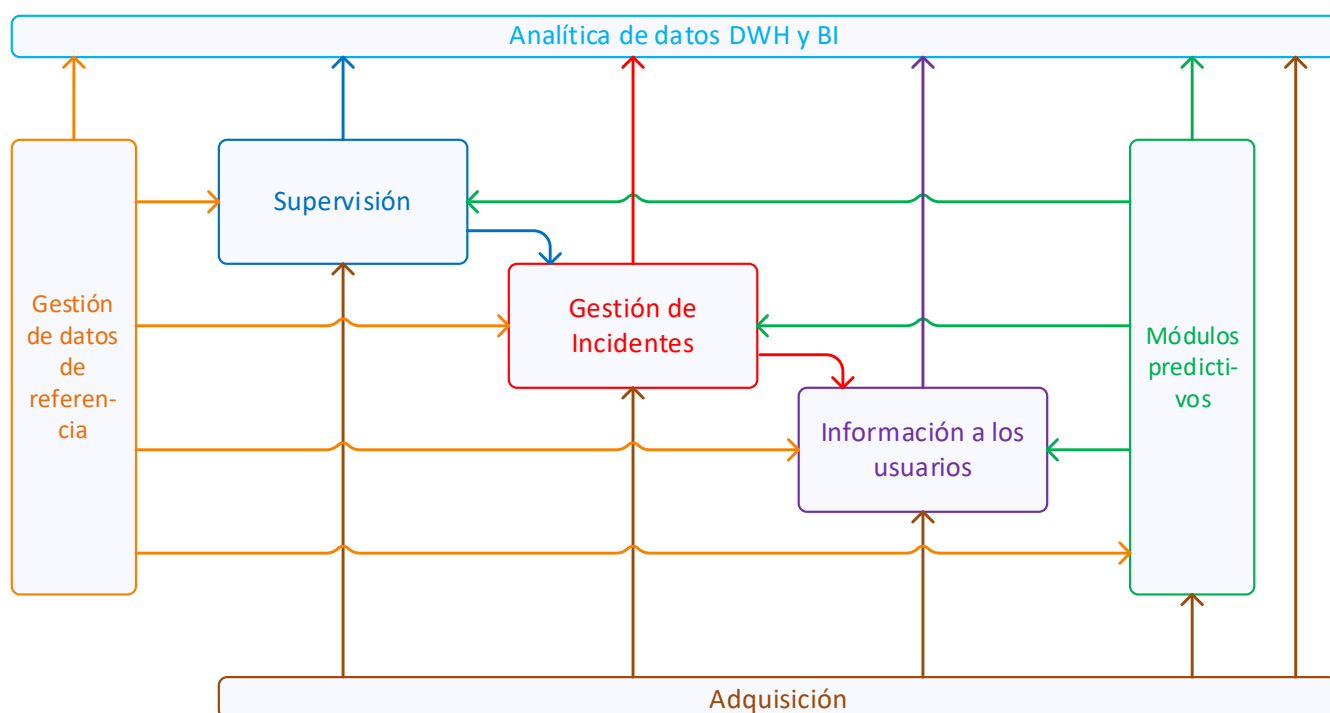 Analítica de datos DWH y BI
Supervisión
Gestión
de datos
de
referen-
cia
Gestión de
Incidentes
Módulos
predicti-
vos
Información a los
usuarios
Adquisición